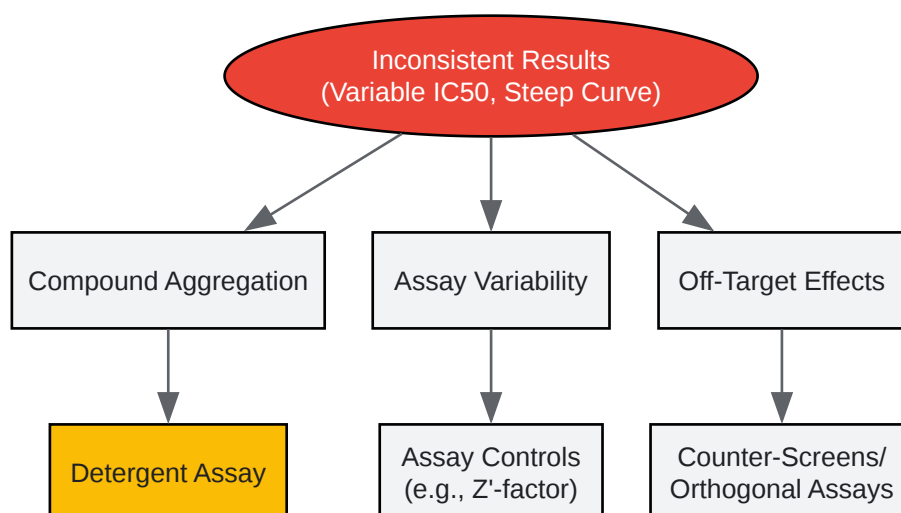 Inconsistent Results
(Variable IC50, Steep Curve)
Compound Aggregation
Assay Variability
Off-Target Effects
Detergent Assay
Assay Controls
(e.g., Z'-factor)
Counter-Screens/
Orthogonal Assays